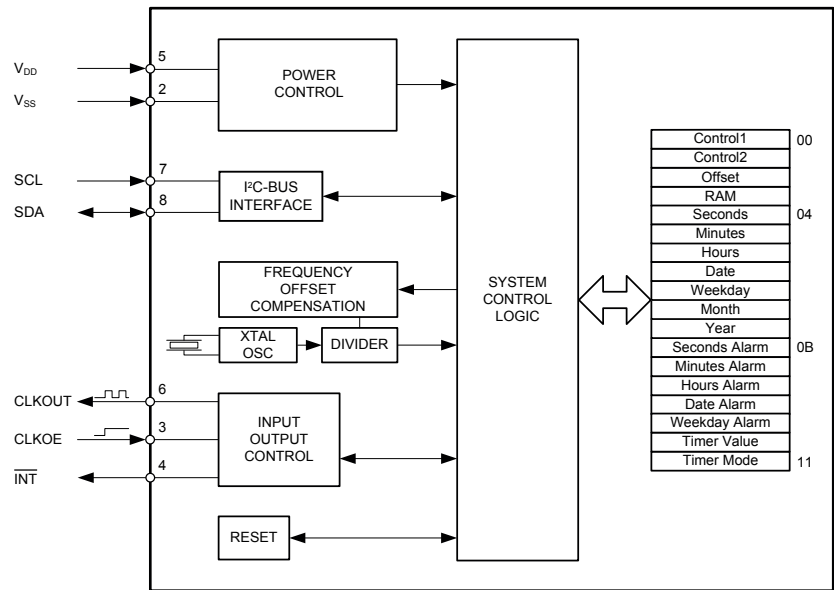 V_DD
5
V_SS
2
POWER
CONTROL
SCL
7
SDA
8
I²C-BUS
INTERFACE
FREQUENCY
OFFSET
COMPENSATION
XTAL
OSC
DIVIDER
CLKOUT
6
CLKOE
3
INT
4
INPUT
OUTPUT
CONTROL
RESET
SYSTEM
CONTROL
LOGIC
Control1 00
Control2
Offset
RAM
Seconds 04
Minutes
Hours
Date
Weekday
Month
Year
Seconds Alarm 0B
Minutes Alarm
Hours Alarm
Date Alarm
Weekday Alarm
Timer Value
Timer Mode 11